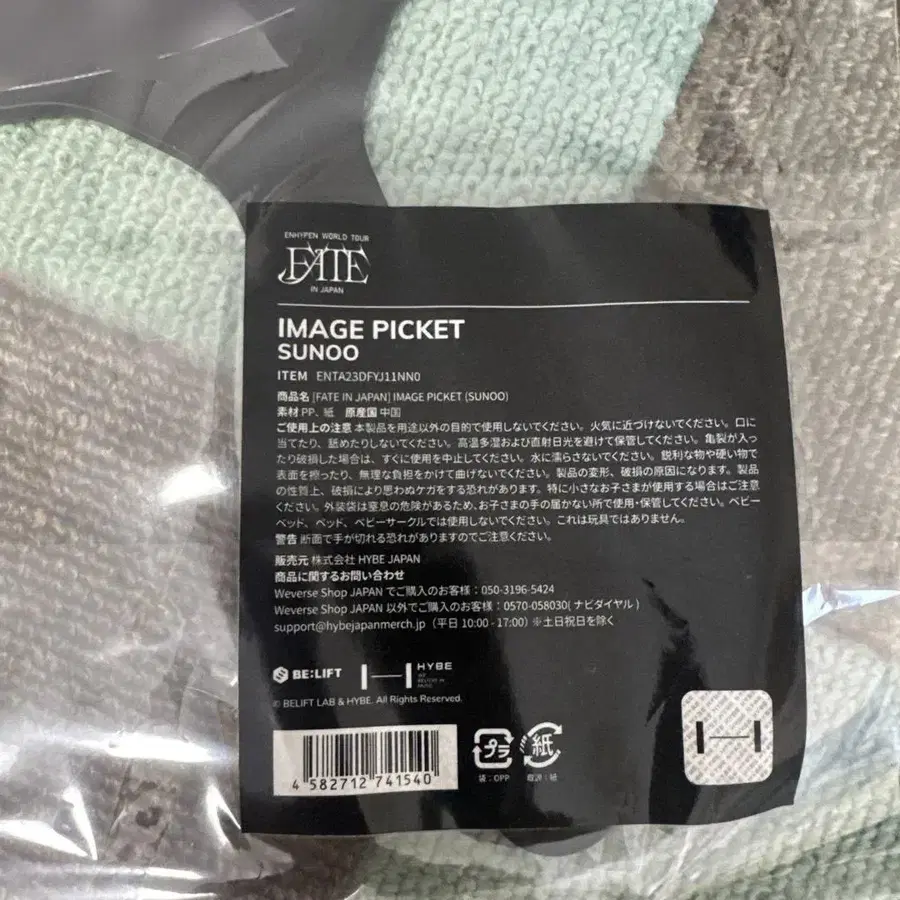 ENHYPEN WORLD TOUR
FATE
IN JAPAN
IMAGE PICKET
SUNOO
ITEM ENTA23DFYJ11NN0
商品名 [FATE IN JAPAN] IMAGE PICKET (SUNOO)
素材 PP、紙 原産国 中国
ご使用上の注意 本製品を用途以外の目的で使用しないでください。火気に近づけないでください。口に
当てたり、舐めたりしないでください。高温多湿および直射日光を避けて保管してください。亀裂が入っ
たり破損した場合は、すぐに使用を中止してください。水に濡らさないでください。鋭利な物や硬い物で
表面を擦ったり、無理な負担をかけて曲げないでください。製品の変形、破損の原因になります。製品
の性質上、破損により思わぬケガをする恐れがあります。特に小さなお子さまが使用する場合はご注意
ください。外装袋は窒息の危険があるため、お子さまの手の届かない所で使用・保管してください。ベビー
ベッド、ベッド、ベビーサークルでは使用しないでください。これは玩具ではありません。
警告 断面で手が切れる恐れがありますのでご注意ください。
販売元 株式会社 HYBE JAPAN
商品に関するお問い合わせ
Weverse Shop JAPAN でご購入のお客様：050-3196-5424
Weverse Shop JAPAN 以外でご購入のお客様：0570-058030( ナビダイヤル )
support@hybejapanmerch.jp（平日 10:00 - 17:00）※土日祝日を除く
BE:LIFT HYBE
WE
BELIEVE IN
MUSIC
© BELIFT LAB & HYBE. All Rights Reserved.
4 582712 741540
プラ 紙
袋：OPP 台紙：紙